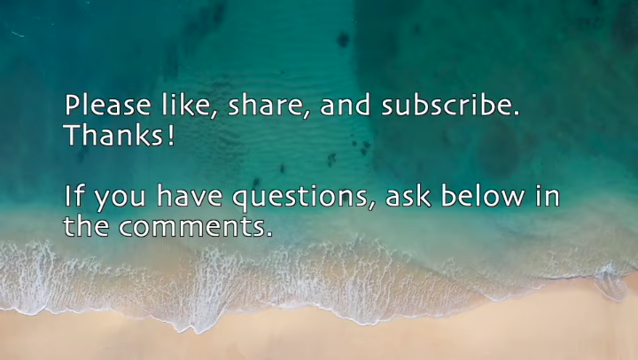 Please like, share, and subscribe.
Thanks!
If you have questions, ask below in
the comments.